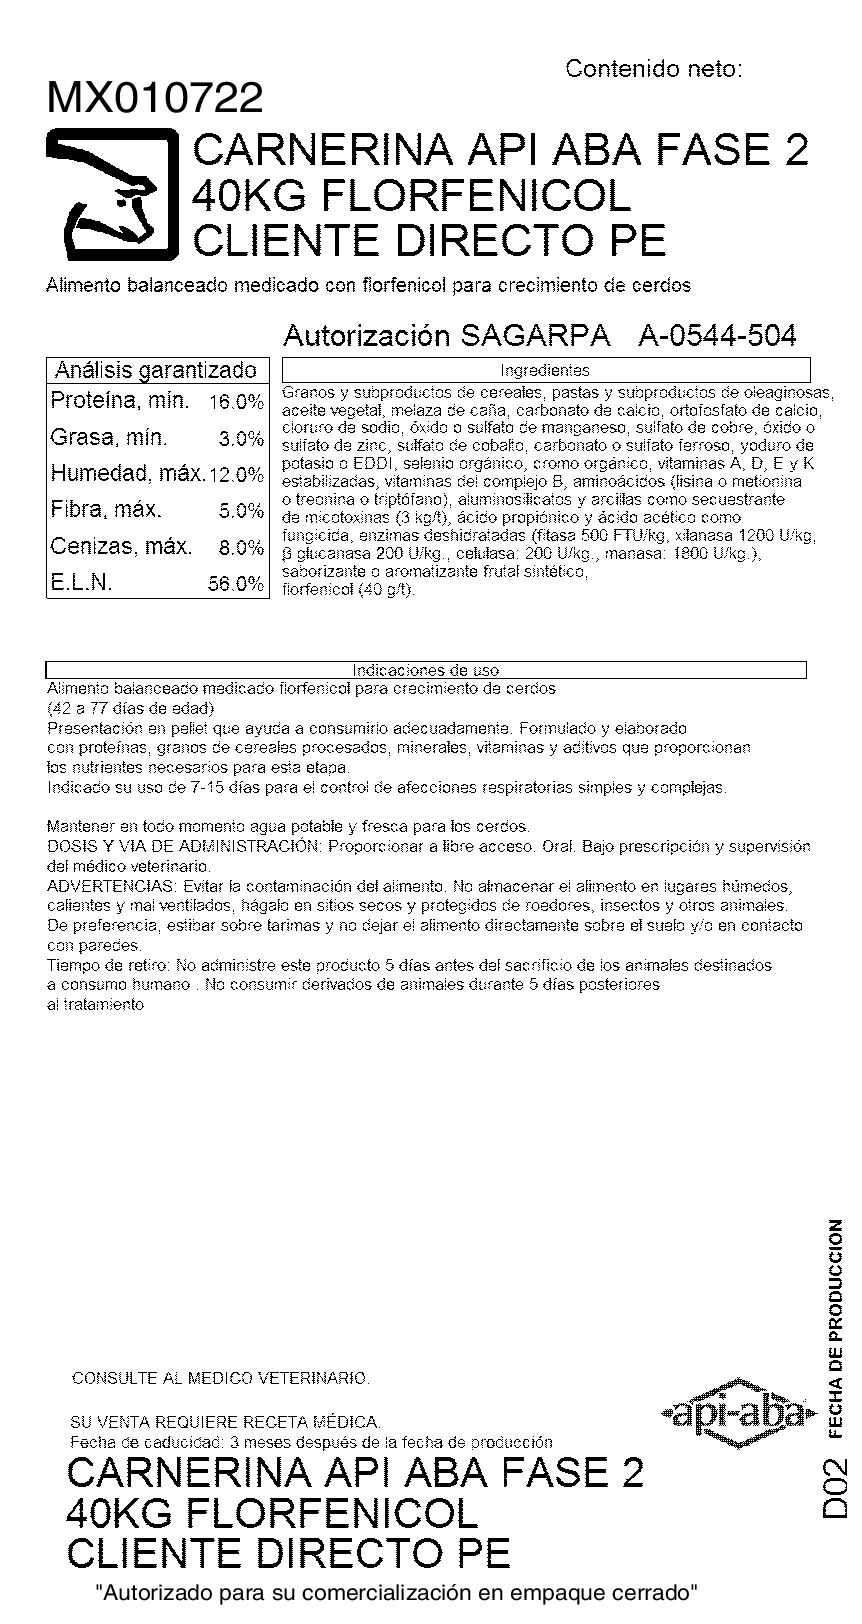 Contenido neto:
MX010722
CARNERINA API ABA FASE 2
40KG FLORFENICOL
CLIENTE DIRECTO PE
Alimento balanceado medicado con florfenicol para crecimiento de cerdos
Autorización SAGARPA A-0544-504
Análisis garantizado
Proteína, mín. 16.0%
Grasa, mín. 3.0%
Humedad, máx. 12.0%
Fibra, máx. 5.0%
Cenizas, máx. 8.0%
E.L.N. 56.0%
Ingredientes
Granos y subproductos de cereales, pastas y subproductos de oleaginosas,
aceite vegetal, melaza de caña, carbonato de calcio, ortofosfato de calcio,
cloruro de sodio, óxido o sulfato de manganeso, sulfato de cobre, óxido o
sulfato de zinc, sulfato de cobalto, carbonato o sulfato ferroso, yoduro de
potasio o EDDI, selenio orgánico, cromo orgánico, vitaminas A, D, E y K
estabilizadas, vitaminas del complejo B, aminoácidos (lisina o metionina
o treonina o triptófano), aluminosilicatos y arcillas como secuestrante
de micotoxinas (3 kg/t), ácido propiónico y ácido acético como
fungicida, enzimas deshidratadas (fitasa 500 FTU/kg, xilanasa 1200 U/kg,
β glucanasa 200 U/kg., celulasa: 200 U/kg., manasa: 1800 U/kg.),
saborizante o aromatizante frutal sintético,
florfenicol (40 g/t).
Indicaciones de uso
Alimento balanceado medicado florfenicol para crecimiento de cerdos
(42 a 77 días de edad)
Presentación en pellet que ayuda a consumirlo adecuadamente. Formulado y elaborado
con proteínas, granos de cereales procesados, minerales, vitaminas y aditivos que proporcionan
los nutrientes necesarios para esta etapa.
Indicado su uso de 7-15 días para el control de afecciones respiratorias simples y complejas.
Mantener en todo momento agua potable y fresca para los cerdos.
DOSIS Y VIA DE ADMINISTRACIÓN: Proporcionar a libre acceso. Oral. Bajo prescripción y supervisión
del médico veterinario.
ADVERTENCIAS: Evitar la contaminación del alimento. No almacenar el alimento en lugares húmedos,
calientes y mal ventilados, hágalo en sitios secos y protegidos de roedores, insectos y otros animales.
De preferencia, estibar sobre tarimas y no dejar el alimento directamente sobre el suelo y/o en contacto
con paredes.
Tiempo de retiro: No administre este producto 5 días antes del sacrificio de los animales destinados
a consumo humano . No consumir derivados de animales durante 5 días posteriores
al tratamiento
FECHA DE PRODUCCION
D02
CONSULTE AL MEDICO VETERINARIO.
api-aba
SU VENTA REQUIERE RECETA MÉDICA.
Fecha de caducidad: 3 meses después de la fecha de producción
CARNERINA API ABA FASE 2
40KG FLORFENICOL
CLIENTE DIRECTO PE
"Autorizado para su comercialización en empaque cerrado"